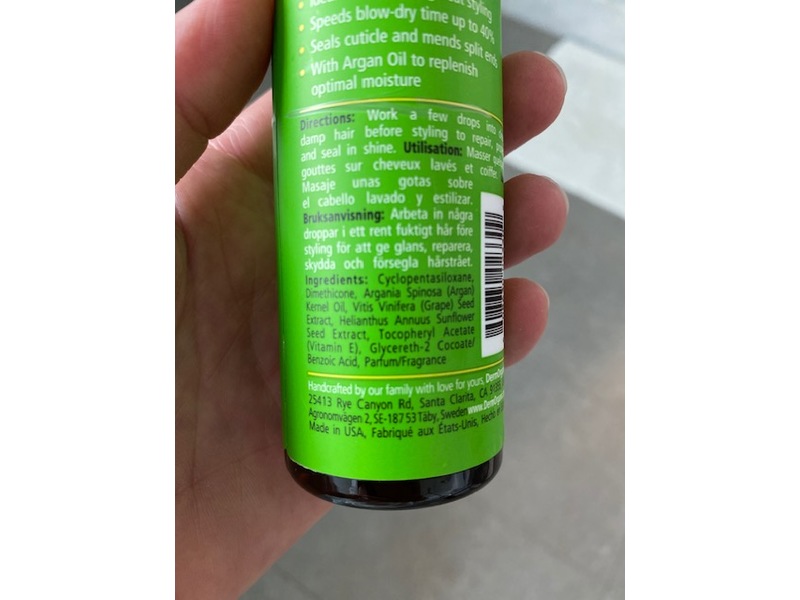 styling
• Speeds blow-dry time up to 40%
• Seals cuticle and mends split ends
• With Argan Oil to replenish
optimal moisture
Directions: Work a few drops into
damp hair before styling to repair,
and seal in shine. Utilisation: Masser
gouttes sur cheveux lavés et coiffer.
Masaje unas gotas sobre
el cabello lavado y estilizar.
Bruksanvisning: Arbeta in några
droppar i ett rent fuktigt hår före
styling för att ge glans, reparera,
skydda och försegla hårstrået.
Ingredients: Cyclopentasiloxane,
Dimethicone, Argania Spinosa (Argan)
Kernel Oil, Vitis Vinifera (Grape) Seed
Extract, Helianthus Annuus Sunflower
Seed Extract, Tocopheryl Acetate
(Vitamin E), Glycereth-2 Cocoate/
Benzoic Acid, Parfum/Fragrance
Handcrafted by our family with love for yours.
25413 Rye Canyon Rd, Santa Clarita, CA
Agronomvägen 2, SE-187 53 Täby, Sweden
Made in USA, Fabriqué aux États-Unis, Hecho